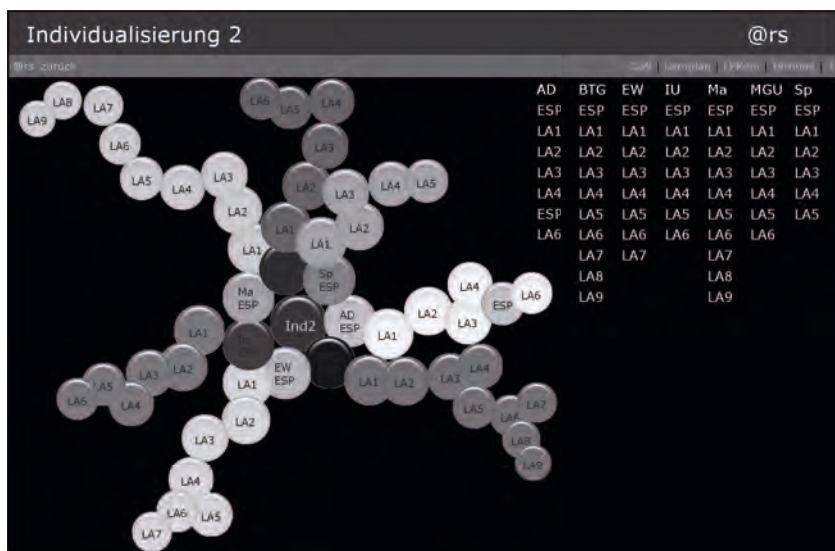 Individualisierung 2 @rs
@rs zurück
Lernplan | Termine |
AD BTG EW IU Ma MGU Sp
ESP ESP ESP ESP ESP ESP ESP
LA1 LA1 LA1 LA1 LA1 LA1 LA1
LA2 LA2 LA2 LA2 LA2 LA2 LA2
LA3 LA3 LA3 LA3 LA3 LA3 LA3
LA4 LA4 LA4 LA4 LA4 LA4 LA4
ESP LA5 LA5 LA5 LA5 LA5 LA5
LA6 LA6 LA6 LA6 LA6 LA6
LA7 LA7 LA7
LA8 LA8
LA9 LA9
LA9
LA8
LA7
LA6
LA5
LA4
LA3
LA2
LA1
Ma
ESP
LA6
LA5
LA4
LA3
LA2
LA1
LA3
LA4
LA5
LA2
LA1
Sp
ESP
Ind2
AD
ESP
LA1
LA2
LA3
LA4
ESP
LA6
LA1
LA2
LA3
LA4
LA5
LA6
EW
ESP
LA1
LA2
LA3
LA4
LA5
LA6
LA7
LA1
LA2
LA3
LA4
LA5
LA6
LA7
LA8
LA9